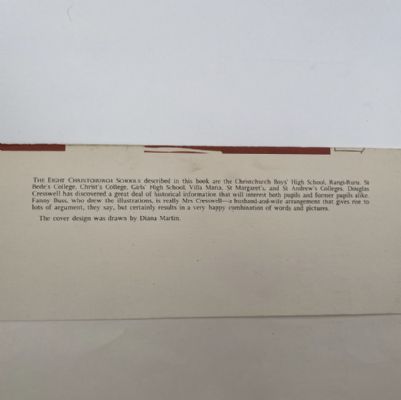 THE EIGHT CHRISTCHURCH SCHOOLS described in this book are the Christchurch Boys' High School, Rangi-Ruru, St
Bede's College, Christ's College, Girls' High School, Villa Maria, St Margaret's, and St Andrew's Colleges. Douglas
Cresswell has discovered a great deal of historical information that will interest both pupils and former pupils alike.
Fanny Buss, who drew the illustrations, is really Mrs Cresswell—a husband-and-wife arrangement that gives rise to
lots of argument, they say, but certainly results in a very happy combination of words and pictures.
The cover design was drawn by Diana Martin.